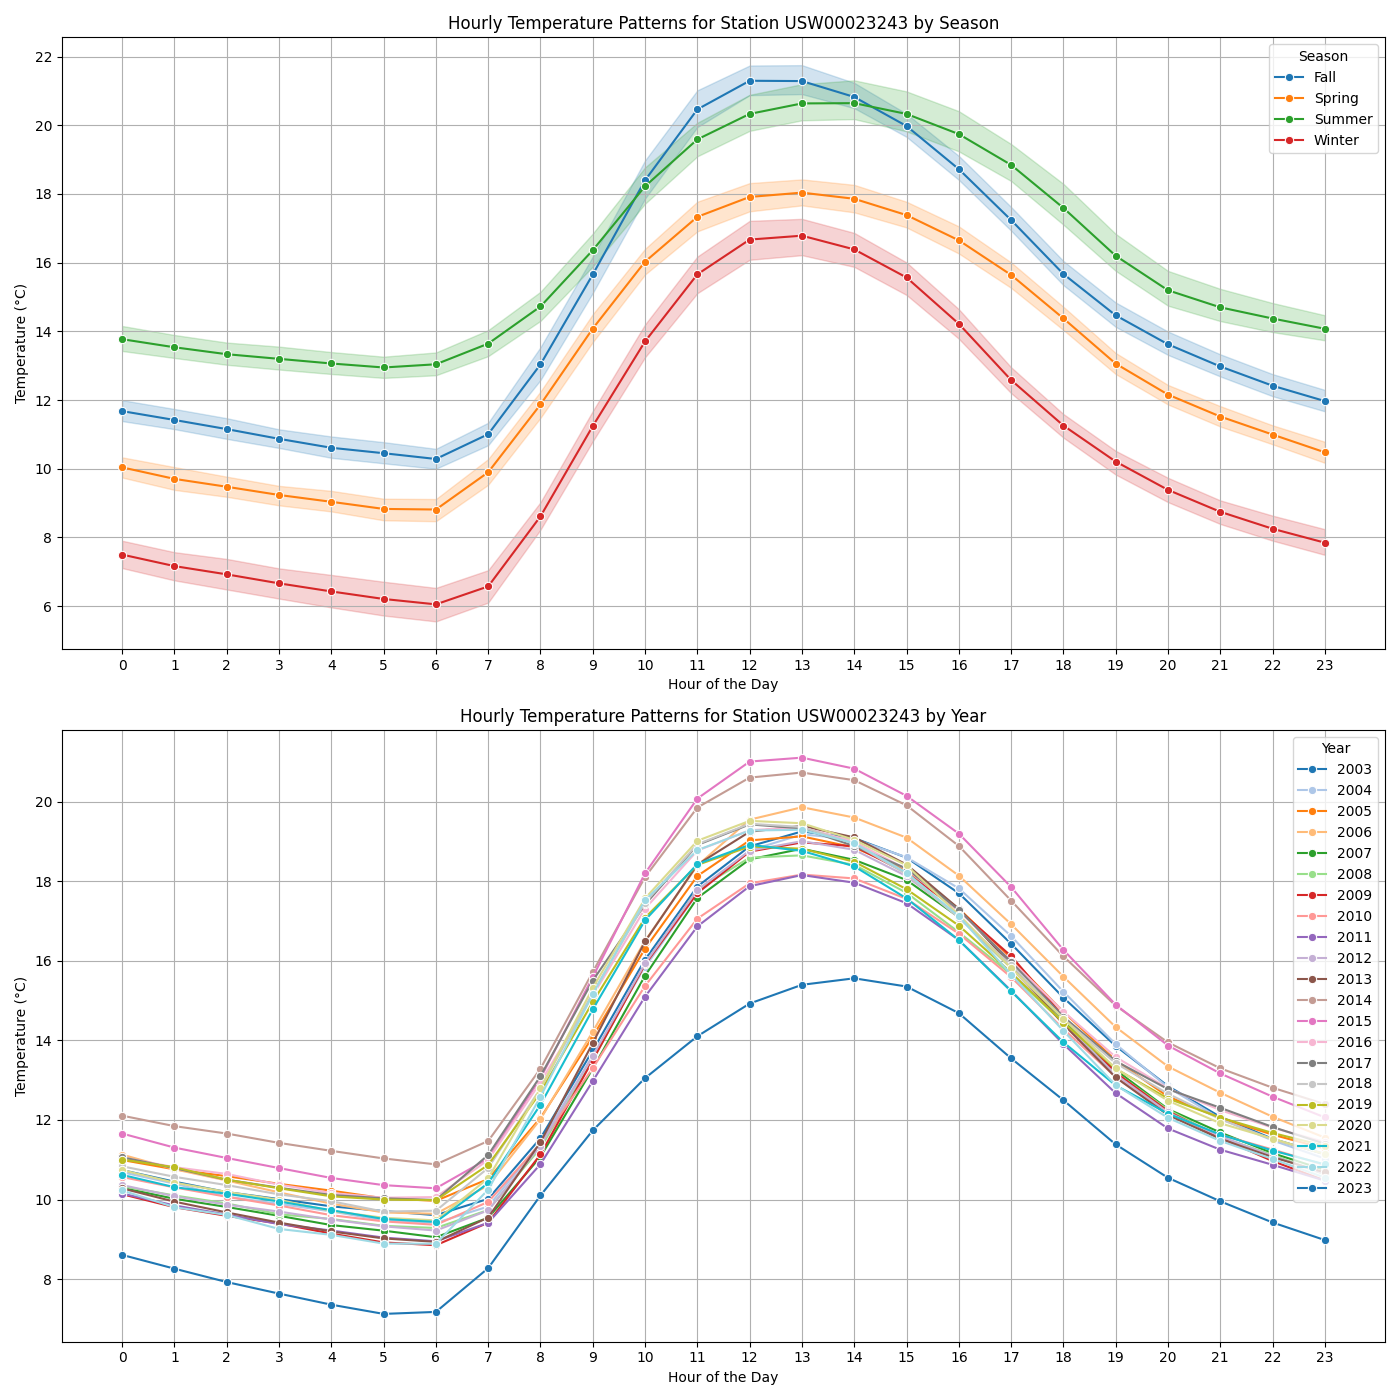 Hourly Temperature Patterns for Station USW00023243 by Season
Temperature (°C)
22
20
18
16
14
12
10
8
6
Season
Fall
Spring
Summer
Winter
0 1 2 3 4 5 6 7 8 9 10 11 12 13 14 15 16 17 18 19 20 21 22 23
Hour of the Day
Hourly Temperature Patterns for Station USW00023243 by Year
Temperature (°C)
20
18
16
14
12
10
8
Year
2003
2004
2005
2006
2007
2008
2009
2010
2011
2012
2013
2014
2015
2016
2017
2018
2019
2020
2021
2022
2023
0 1 2 3 4 5 6 7 8 9 10 11 12 13 14 15 16 17 18 19 20 21 22 23
Hour of the Day